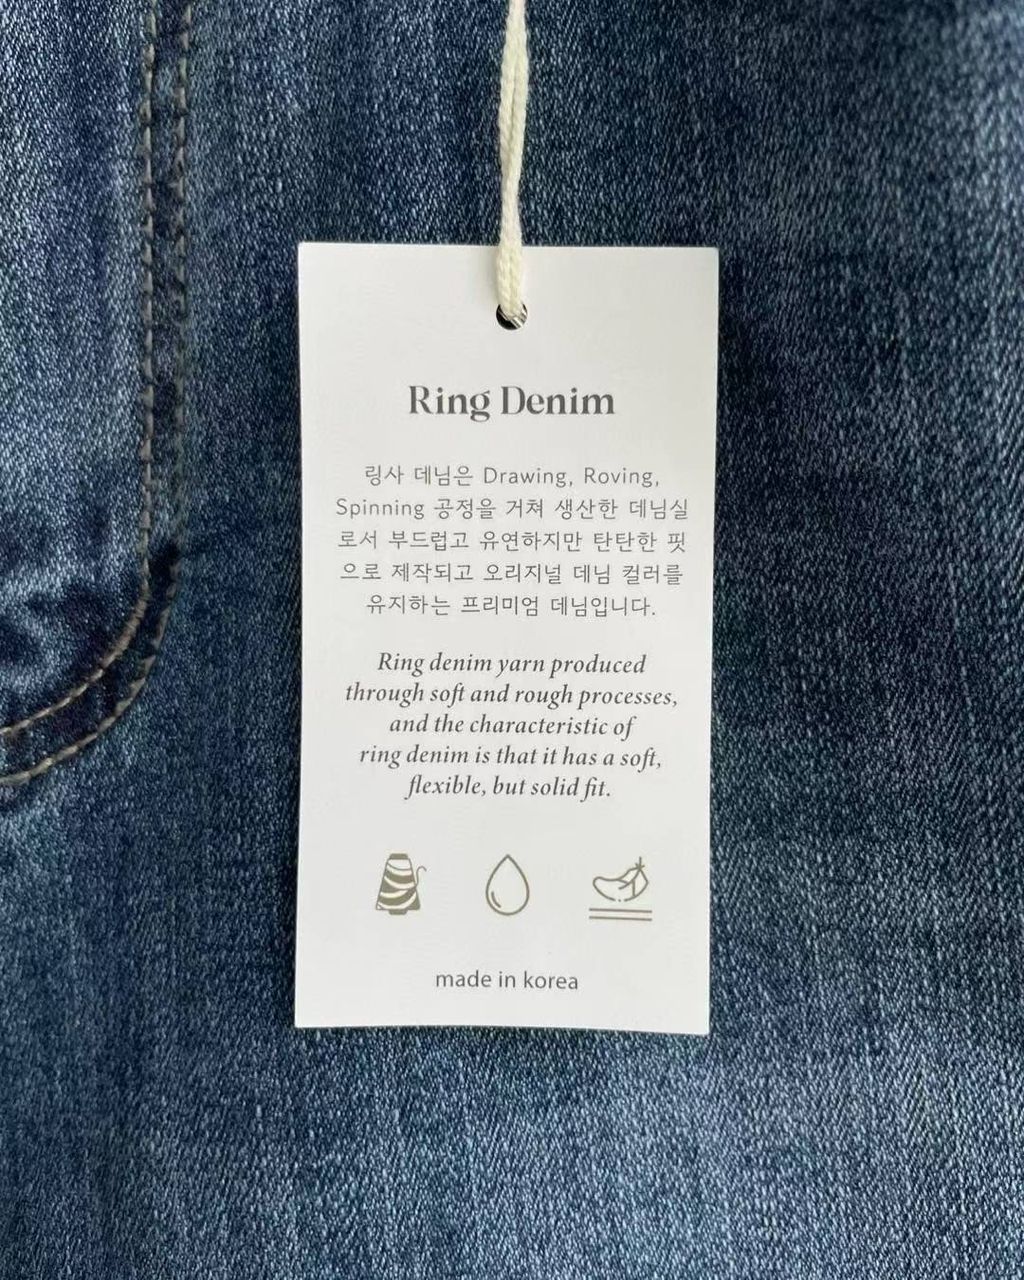 Ring Denim
링사 데님은 Drawing, Roving,
Spinning 공정을 거쳐 생산한 데님실
로서 부드럽고 유연하지만 탄탄한 핏
으로 제작되고 오리지널 데님 컬러를
유지하는 프리미엄 데님입니다.
Ring denim yarn produced
through soft and rough processes,
and the characteristic of
ring denim is that it has a soft,
flexible, but solid fit.
made in korea